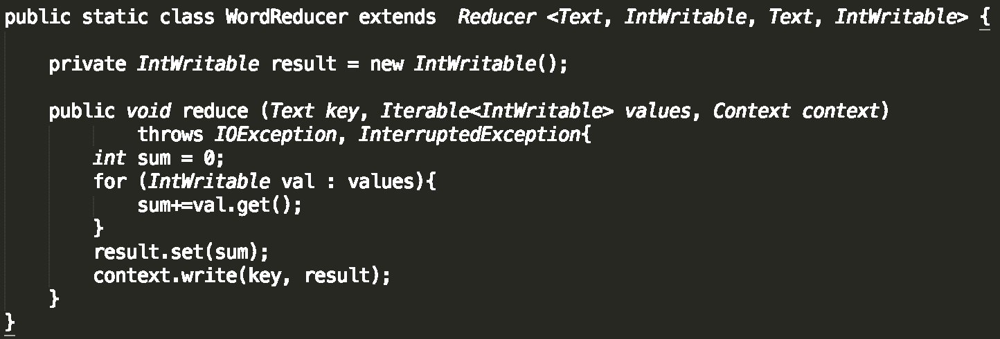 public static class WordReducer extends  Reducer <Text, IntWritable, Text, IntWritable> {
    private IntWritable result = new IntWritable();
    public void reduce (Text key, Iterable<IntWritable> values, Context context)
            throws IOException, InterruptedException{
        int sum = 0;
        for (IntWritable val : values){
            sum+=val.get();
        }
        result.set(sum);
        context.write(key, result);
    }
}